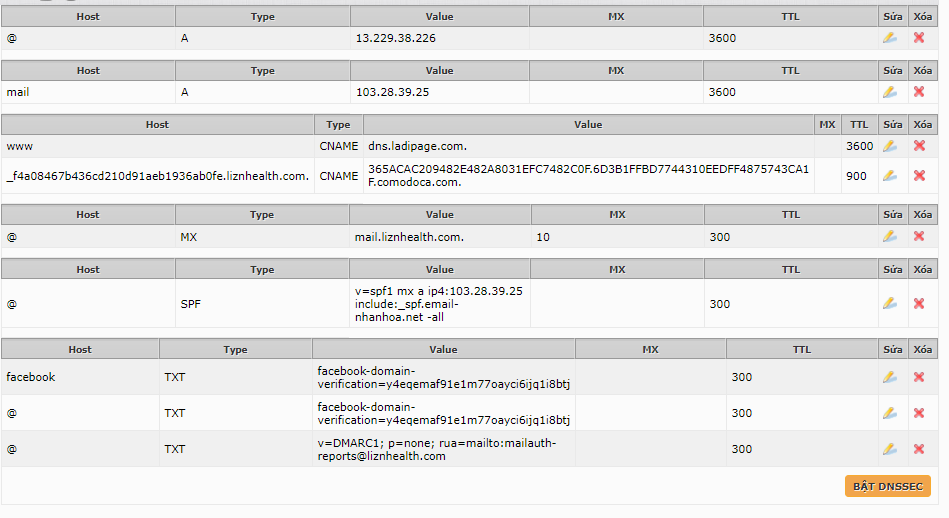 Host Type Value MX TTL Sửa Xóa
@ A 13.229.38.226 3600
Host Type Value MX TTL Sửa Xóa
mail A 103.28.39.25 3600
Host Type Value MX TTL Sửa Xóa
www CNAME dns.ladipage.com. 3600
_f4a08467b436cd210d91aeb1936ab0fe.liznhealth.com. CNAME 365ACAC209482E482A8031EFC7482C0F.6D3B1FFBD7744310EEDFF4875743CA1
F.comodoca.com. 900
Host Type Value MX TTL Sửa Xóa
@ MX mail.liznhealth.com. 10 300
Host Type Value MX TTL Sửa Xóa
@ SPF v=spf1 mx a ip4:103.28.39.25
include:_spf.email-
nhanhoa.net -all 300
Host Type Value MX TTL Sửa Xóa
facebook TXT facebook-domain-
verification=y4eqemaf91e1m77oayci6ijq1i8btj 300
@ TXT facebook-domain-
verification=y4eqemaf91e1m77oayci6ijq1i8btj 300
@ TXT v=DMARC1; p=none; rua=mailto:mailauth-
reports@liznhealth.com 300
BẬT DNSSEC